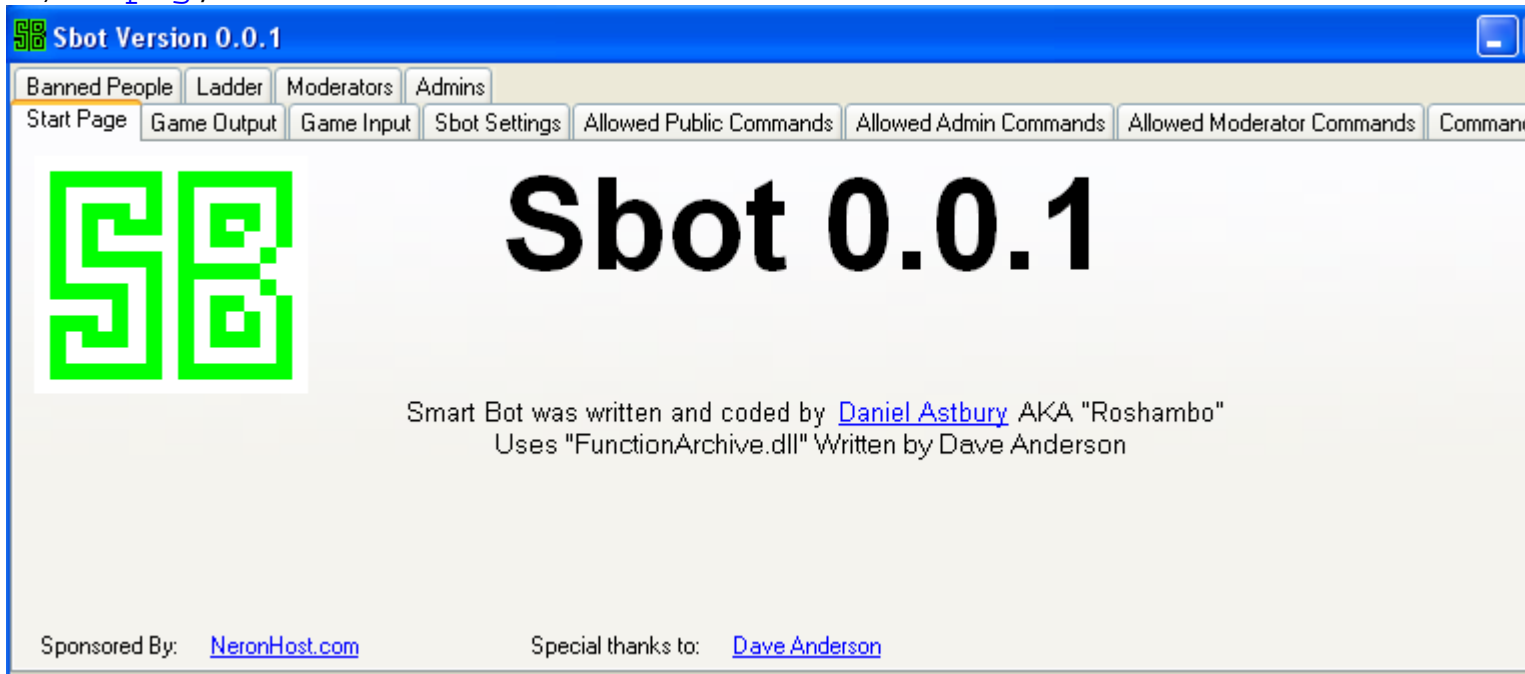 Sbot Version 0.0.1
Banned People Ladder Moderators Admins
Start Page Game Output Game Input Sbot Settings Allowed Public Commands Allowed Admin Commands Allowed Moderator Commands
SB
Sbot 0.0.1
Smart Bot was written and coded by Daniel Astbury AKA "Roshambo"
Uses "FunctionArchive.dll" Written by Dave Anderson
Sponsored By: NeronHost.com Special thanks to: Dave Anderson